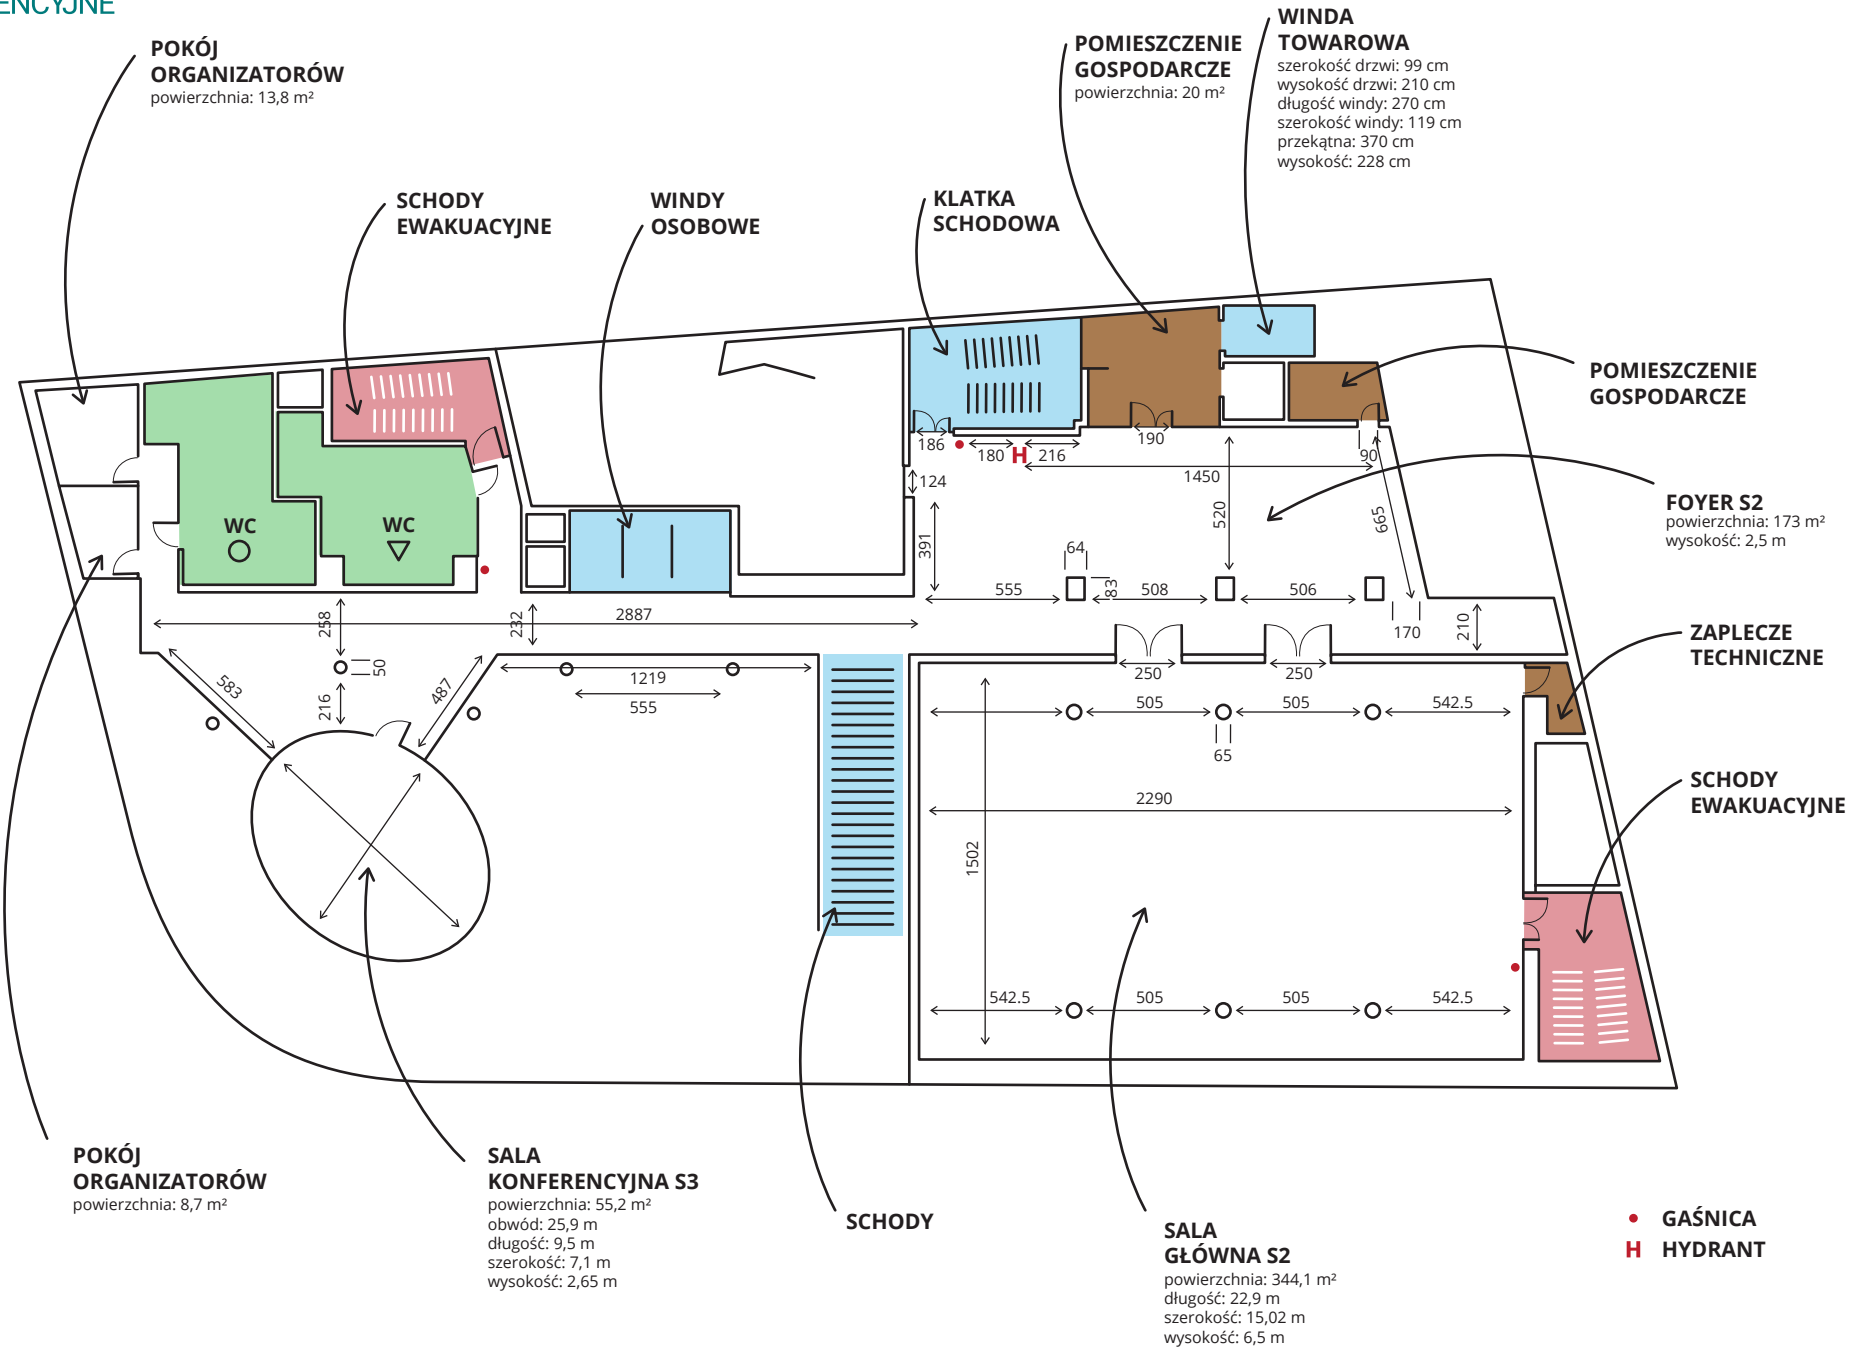 ENCYJNE
POKÓJ
ORGANIZATORÓW
powierzchnia: 13,8 m²
SCHODY
EWAKUACYJNE
WINDY
OSOBOWE
KLATKA
SCHODOWA
POMIESZCZENIE
GOSPODARCZE
powierzchnia: 20 m²
WINDA
TOWAROWA
szerokość drzwi: 99 cm
wysokość drzwi: 210 cm
długość windy: 270 cm
szerokość windy: 119 cm
przekątna: 370 cm
wysokość: 228 cm
POMIESZCZENIE
GOSPODARCZE
FOYER S2
powierzchnia: 173 m²
wysokość: 2,5 m
ZAPLECZE
TECHNICZNE
SCHODY
EWAKUACYJNE
WC
WC
186
180
H
216
190
90
1450
124
520
665
391
64
83
555
508
506
170
210
258
2887
232
50
583
216
487
1219
555
250
250
505
505
542.5
65
2290
1502
542.5
505
505
542.5
POKÓJ
ORGANIZATORÓW
powierzchnia: 8,7 m²
SALA
KONFERENCYJNA S3
powierzchnia: 55,2 m²
obwód: 25,9 m
długość: 9,5 m
szerokość: 7,1 m
wysokość: 2,65 m
SCHODY
SALA
GŁÓWNA S2
powierzchnia: 344,1 m²
długość: 22,9 m
szerokość: 15,02 m
wysokość: 6,5 m
GAŚNICA
H HYDRANT